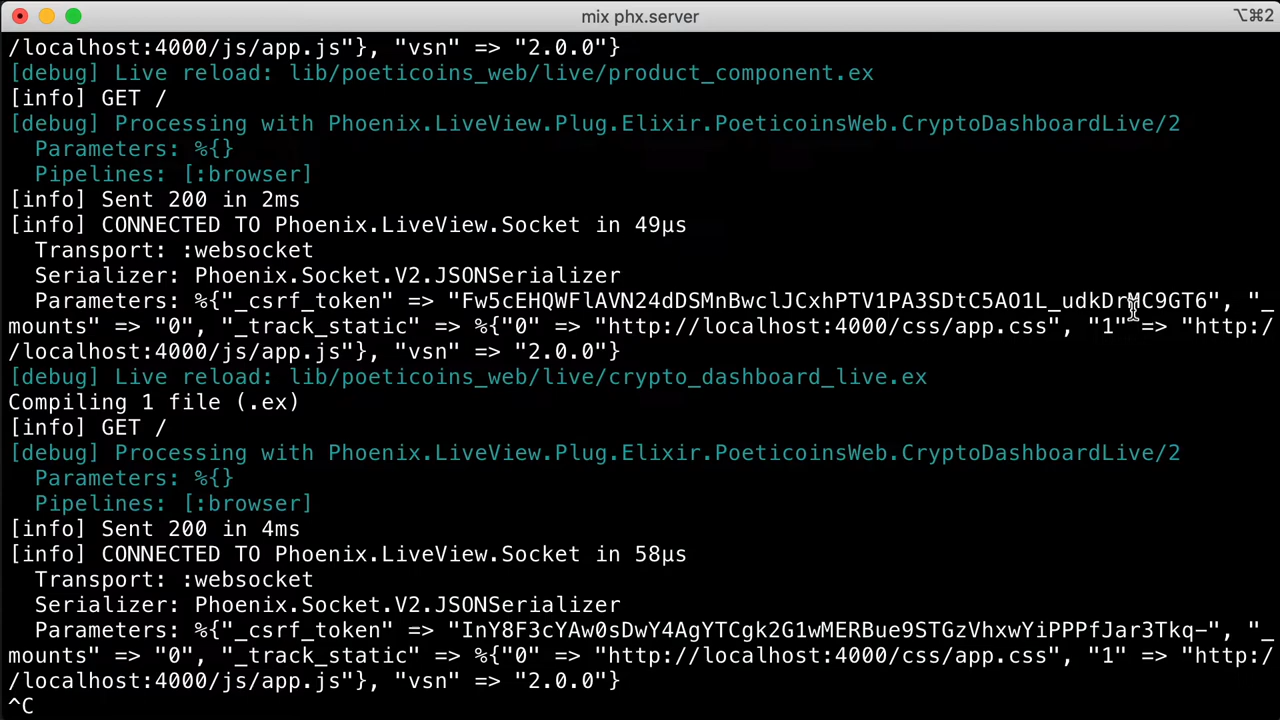 mix phx.server
⌥⌘2
/localhost:4000/js/app.js"}, "vsn" => "2.0.0"}
[debug] Live reload: lib/poeticoins_web/live/product_component.ex
[info] GET /
[debug] Processing with Phoenix.LiveView.Plug.Elixir.PoeticoinsWeb.CryptoDashboardLive/2
  Parameters: %{}
  Pipelines: [:browser]
[info] Sent 200 in 2ms
[info] CONNECTED TO Phoenix.LiveView.Socket in 49µs
  Transport: :websocket
  Serializer: Phoenix.Socket.V2.JSONSerializer
  Parameters: %{"_csrf_token" => "Fw5cEHQWFlAVN24dDSMnBwclJCxhPTV1PA3SDtC5AO1L_udkDrMC9GT6", "_
mounts" => "0", "_track_static" => %{"0" => "http://localhost:4000/css/app.css", "1" => "http:/
/localhost:4000/js/app.js"}, "vsn" => "2.0.0"}
[debug] Live reload: lib/poeticoins_web/live/crypto_dashboard_live.ex
Compiling 1 file (.ex)
[info] GET /
[debug] Processing with Phoenix.LiveView.Plug.Elixir.PoeticoinsWeb.CryptoDashboardLive/2
  Parameters: %{}
  Pipelines: [:browser]
[info] Sent 200 in 4ms
[info] CONNECTED TO Phoenix.LiveView.Socket in 58µs
  Transport: :websocket
  Serializer: Phoenix.Socket.V2.JSONSerializer
  Parameters: %{"_csrf_token" => "InY8F3cYAw0sDwY4AgYTCgk2G1wMERBue9STGzVhxwYiPPPfJar3Tkq-", "_
mounts" => "0", "_track_static" => %{"0" => "http://localhost:4000/css/app.css", "1" => "http:/
/localhost:4000/js/app.js"}, "vsn" => "2.0.0"}
^C